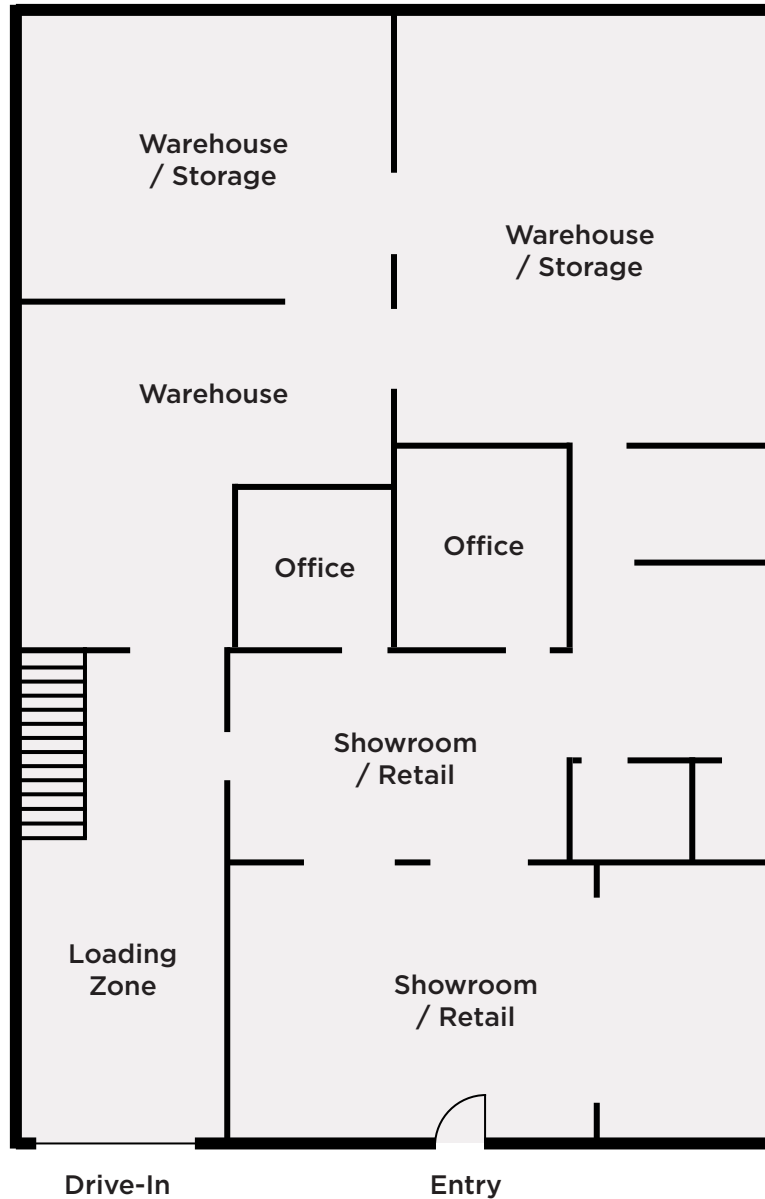 Warehouse
/ Storage
Warehouse
/ Storage
Warehouse
Office
Office
Showroom
/ Retail
Loading
Zone
Showroom
/ Retail
Drive-In
Entry